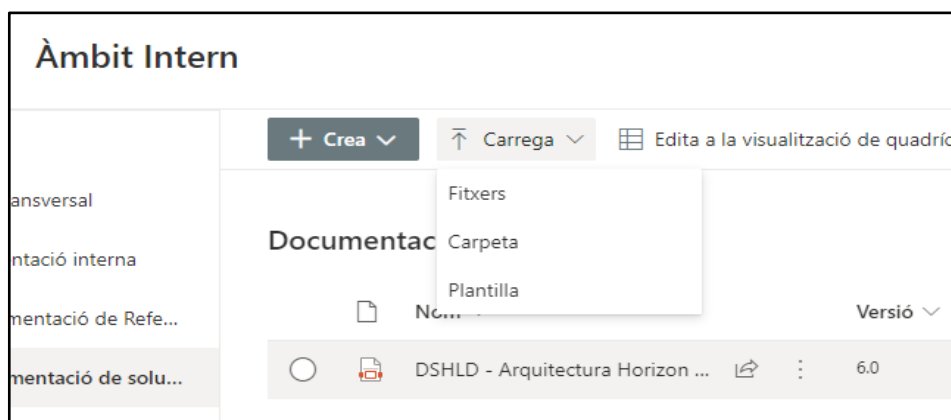 Àmbit Intern
Crea
Carrega
Edita a la visualització de quadríc
Fitxers
ansversal
Documentac
Carpeta
ntació interna
Plantilla
mentació de Refe...
Versió
mentació de solu...
DSHLD - Arquitectura Horizon ...
6.0